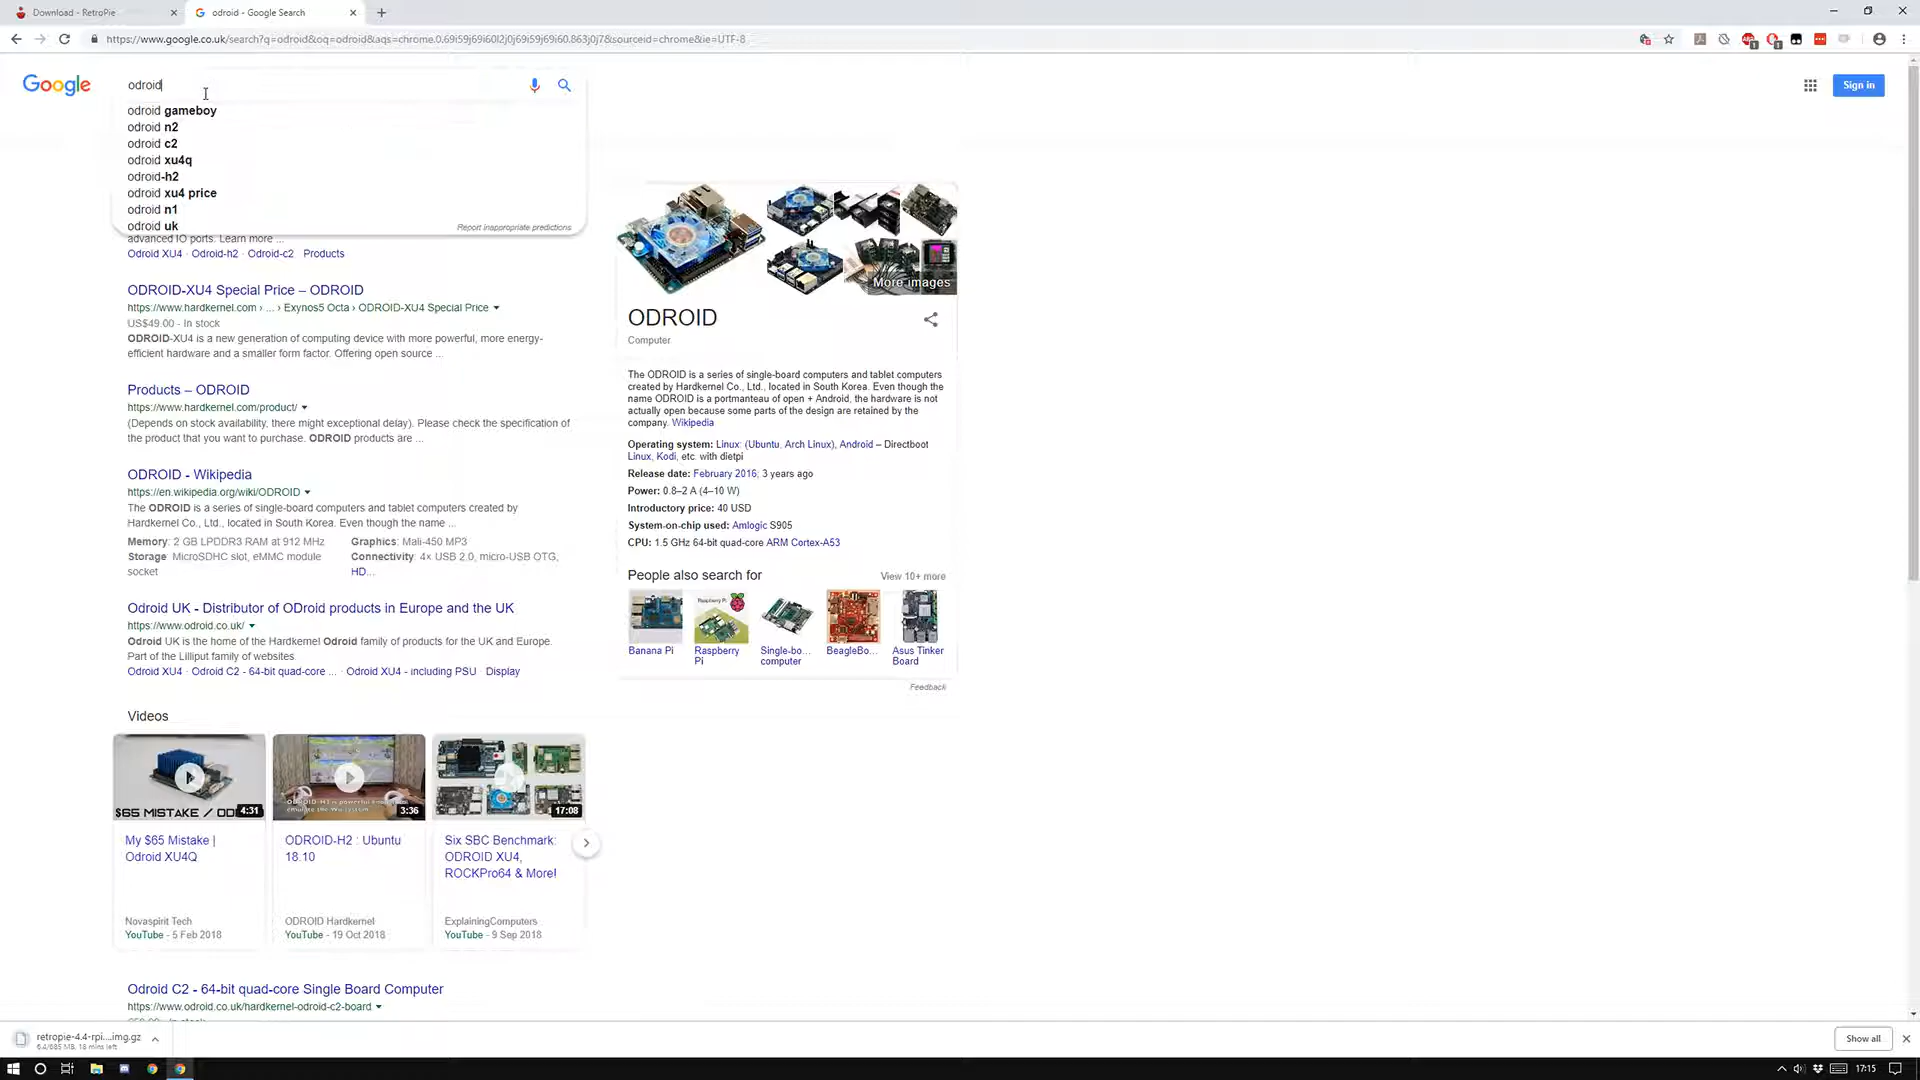 Download - RetroPie
odroid - Google Search
https://www.google.co.uk/search?q=odroid&oq=odroid&aqs=chrome.0.69i59j69i60l2j0j69i59j69i60.863j0j7&sourceid=chrome&ie=UTF-8
Google
odroid
Sign in
odroid gameboy
odroid n2
odroid c2
odroid xu4q
odroid-h2
odroid xu4 price
odroid n1
odroid uk
Report inappropriate predictions
advanced IO ports. Learn more ...
Odroid XU4 · Odroid-h2 · Odroid-c2 · Products
ODROID-XU4 Special Price – ODROID
https://www.hardkernel.com › ... › Exynos5 Octa › ODROID-XU4 Special Price
US$49.00 - In stock
ODROID-XU4 is a new generation of computing device with more powerful, more energy-
efficient hardware and a smaller form factor. Offering open source ...
Products – ODROID
https://www.hardkernel.com/product/
(Depends on stock availability, there might exceptional delay). Please check the specification of
the product that you want to purchase. ODROID products are ...
ODROID - Wikipedia
https://en.wikipedia.org/wiki/ODROID
The ODROID is a series of single-board computers and tablet computers created by
Hardkernel Co., Ltd., located in South Korea. Even though the name ...
Memory: 2 GB LPDDR3 RAM at 912 MHz
Graphics: Mali-450 MP3
Storage: MicroSDHC slot, eMMC module
socket
Connectivity: 4× USB 2.0, micro-USB OTG,
HD...
Odroid UK - Distributor of ODroid products in Europe and the UK
https://www.odroid.co.uk/
Odroid UK is the home of the Hardkernel Odroid family of products for the UK and Europe.
Part of the Lilliput family of websites.
Odroid XU4 · Odroid C2 - 64-bit quad-core ... · Odroid XU4 - including PSU · Display
Videos
$65 MISTAKE / OD
4:31
3:36
17:08
My $65 Mistake |
Odroid XU4Q
Novaspirit Tech
YouTube - 5 Feb 2018
ODROID-H2 : Ubuntu
18.10
ODROID Hardkernel
YouTube - 19 Oct 2018
Six SBC Benchmark:
ODROID XU4,
ROCKPro64 & More!
ExplainingComputers
YouTube - 9 Sep 2018
Odroid C2 - 64-bit quad-core Single Board Computer
https://www.odroid.co.uk/hardkernel-odroid-c2-board
More images
ODROID
Computer
The ODROID is a series of single-board computers and tablet computers
created by Hardkernel Co., Ltd., located in South Korea. Even though the
name ODROID is a portmanteau of open + Android, the hardware is not
actually open because some parts of the design are retained by the
company. Wikipedia
Operating system: Linux: (Ubuntu, Arch Linux), Android – Directboot
Linux, Kodi, etc. with dietpi
Release date: February 2016; 3 years ago
Power: 0.8–2 A (4–10 W)
Introductory price: 40 USD
System-on-chip used: Amlogic S905
CPU: 1.5 GHz 64-bit quad-core ARM Cortex-A53
People also search for
View 10+ more
Raspberry Pi
Banana Pi
Raspberry
Pi
Single-bo...
computer
BeagleBo...
Asus Tinker
Board
Feedback
retropie-4.4-rpi....img.gz
6.4/685 MB, 18 mins left
Show all
17:15